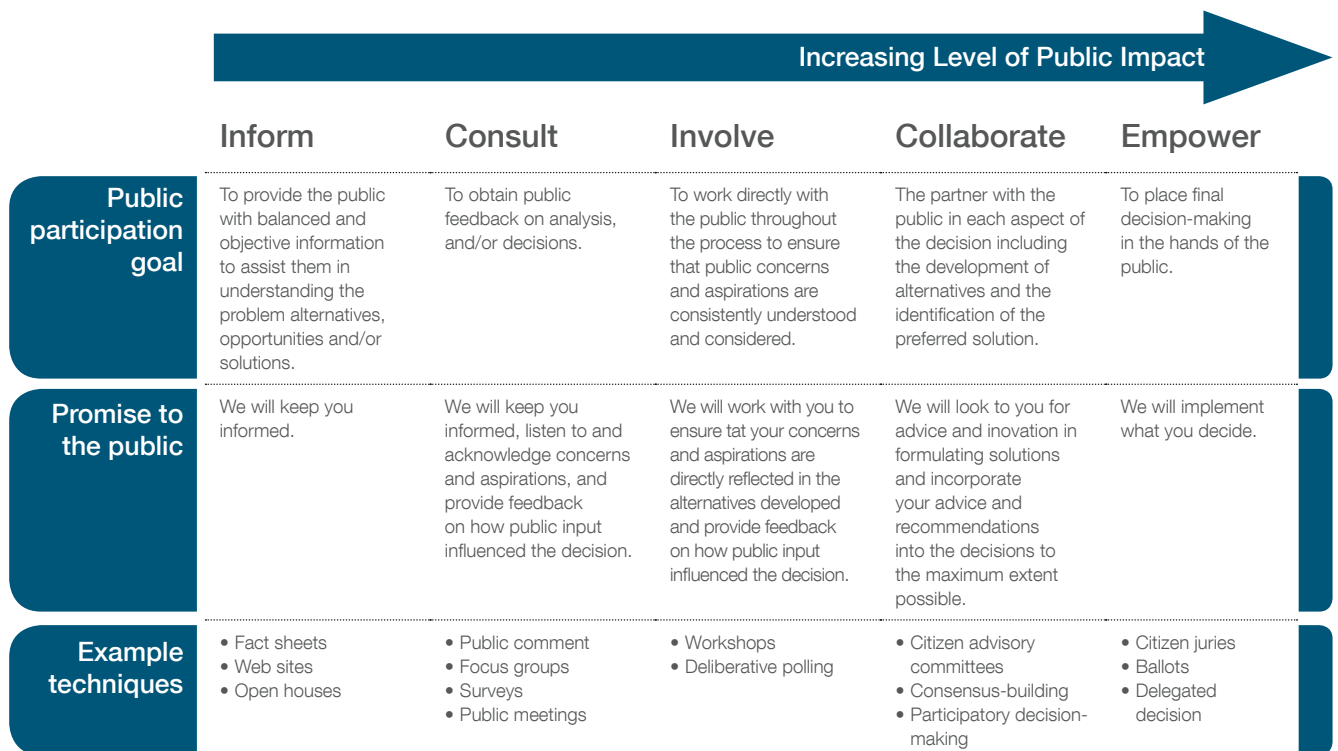 Increasing Level of Public Impact
Inform
Consult
Involve
Collaborate
Empower
Public
participation
goal
To provide the public
with balanced and
objective information
to assist them in
understanding the
problem alternatives,
opportunities and/or
solutions.
To obtain public
feedback on analysis,
and/or decisions.
To work directly with
the public throughout
the process to ensure
that public concerns
and aspirations are
consistently understood
and considered.
The partner with the
public in each aspect of
the decision including
the development of
alternatives and the
identification of the
preferred solution.
To place final
decision-making
in the hands of the
public.
Promise to
the public
We will keep you
informed.
We will keep you
informed, listen to and
acknowledge concerns
and aspirations, and
provide feedback
on how public input
influenced the decision.
We will work with you to
ensure tat your concerns
and aspirations are
directly reflected in the
alternatives developed
and provide feedback
on how public input
influenced the decision.
We will look to you for
advice and inovation in
formulating solutions
and incorporate
your advice and
recommendations
into the decisions to
the maximum extent
possible.
We will implement
what you decide.
Example
techniques
• Fact sheets
• Web sites
• Open houses
• Public comment
• Focus groups
• Surveys
• Public meetings
• Workshops
• Deliberative polling
• Citizen advisory
committees
• Consensus-building
• Participatory decision-
making
• Citizen juries
• Ballots
• Delegated
decision